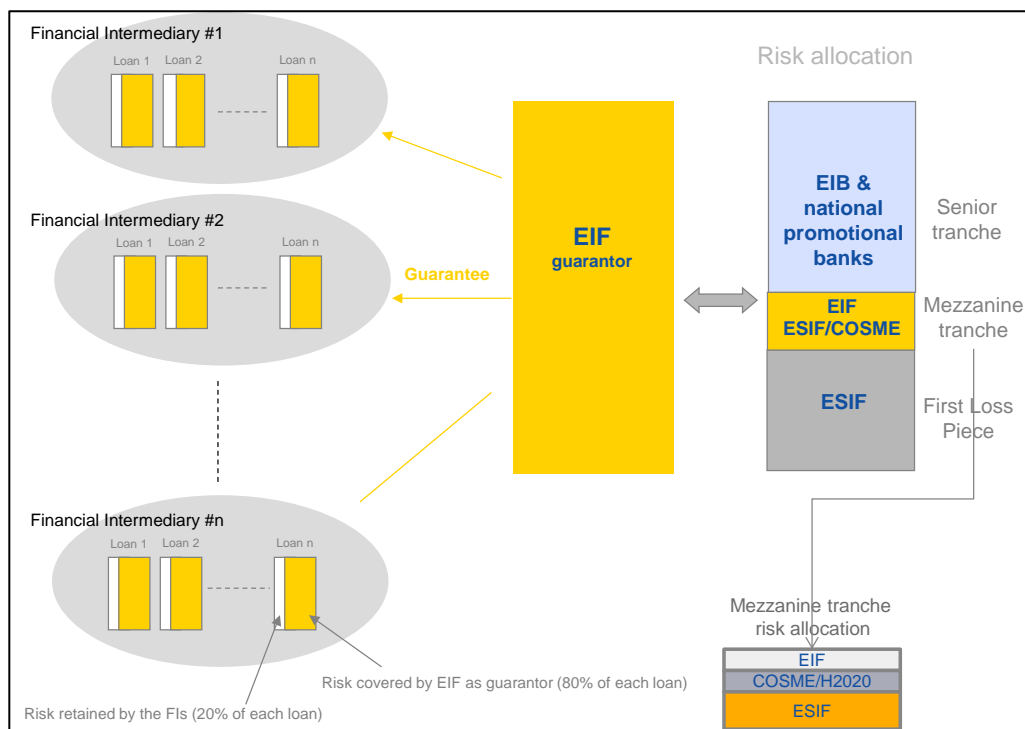 Financial Intermediary #1
Loan 1 Loan 2 Loan n
Risk allocation
Financial Intermediary #2
Loan 1 Loan 2 Loan n
Guarantee
EIF
guarantor
EIB &
national
promotional
banks
Senior
tranche
EIF
ESIF/COSME
Mezzanine
tranche
ESIF
First Loss
Piece
Financial Intermediary #n
Loan 1 Loan 2 Loan n
Risk covered by EIF as guarantor (80% of each loan)
Risk retained by the FIs (20% of each loan)
Mezzanine tranche
risk allocation
EIF
COSME/H2020
ESIF